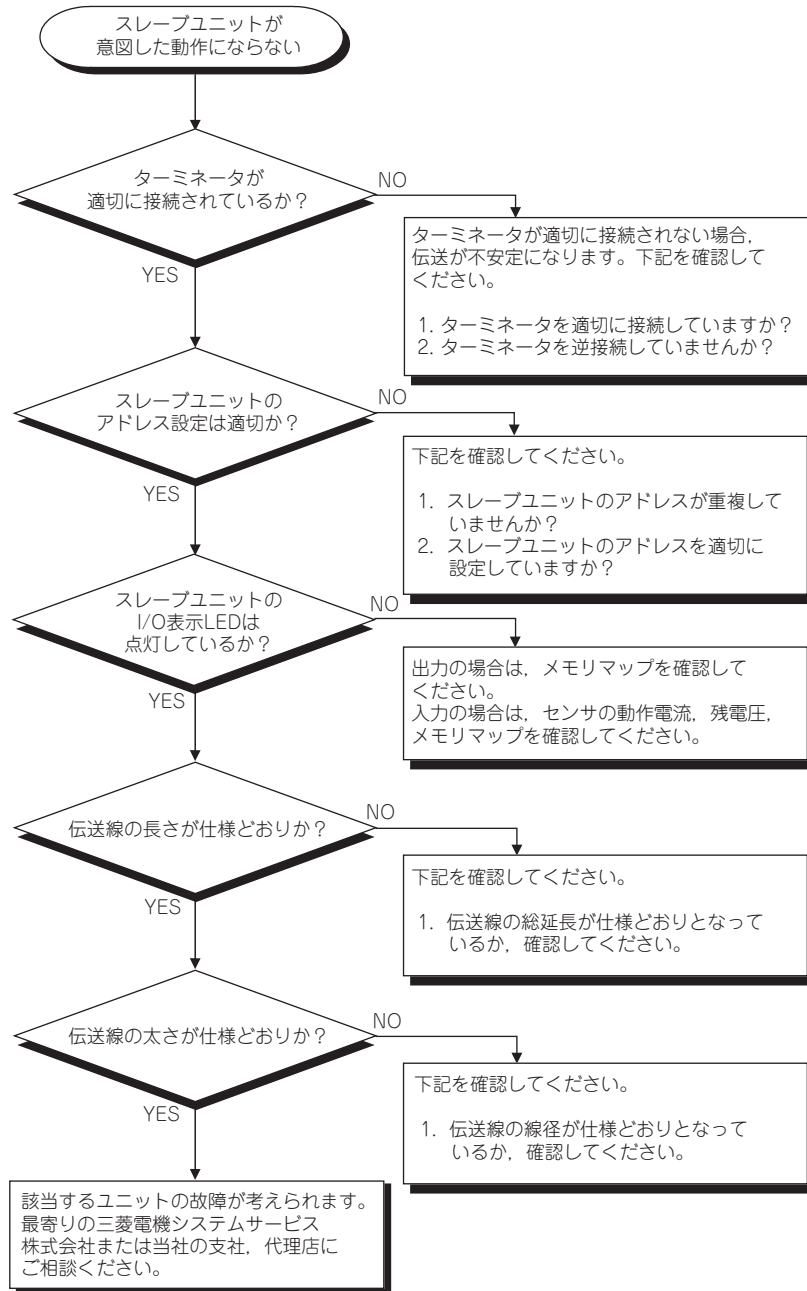 スレーブユニットが
意図した動作にならない
ターミネータが
適切に接続されているか？
NO
YES
ターミネータが適切に接続されない場合，
伝送が不安定になります。下記を確認して
ください。
1. ターミネータを適切に接続していますか？
2. ターミネータを逆接続していませんか？
スレーブユニットの
アドレス設定は適切か？
NO
YES
下記を確認してください。
1. スレーブユニットのアドレスが重複して
いませんか？
2. スレーブユニットのアドレスを適切に
設定していますか？
スレーブユニットの
I/O表示LEDは
点灯しているか？
NO
YES
出力の場合は，メモリマップを確認して
ください。
入力の場合は，センサの動作電流，残電圧，
メモリマップを確認してください。
伝送線の長さが仕様どおりか？
NO
YES
下記を確認してください。
1. 伝送線の総延長が仕様どおりとなって
いるか，確認してください。
伝送線の太さが仕様どおりか？
NO
YES
下記を確認してください。
1. 伝送線の線径が仕様どおりとなって
いるか，確認してください。
該当するユニットの故障が考えられます。
最寄りの三菱電機システムサービス
株式会社または当社の支社，代理店に
ご相談ください。